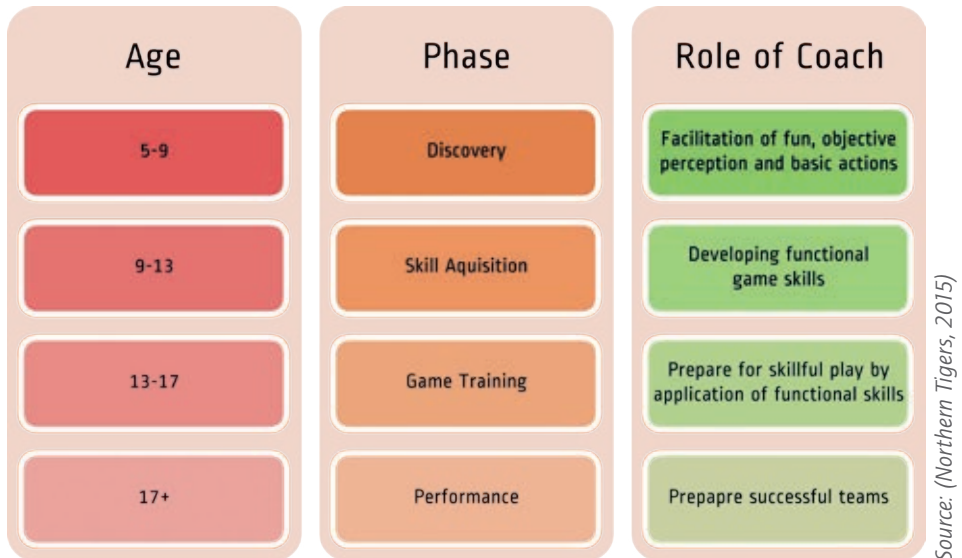 Age
Phase
Role of Coach
5-9
Discovery
Facilitation of fun, objective
perception and basic actions
9-13
Skill Aquisition
Developing functional
game skills
13-17
Game Training
Prepare for skillful play by
application of functional skills
17+
Performance
Prepapre successful teams
Source: (Northern Tigers, 2015)